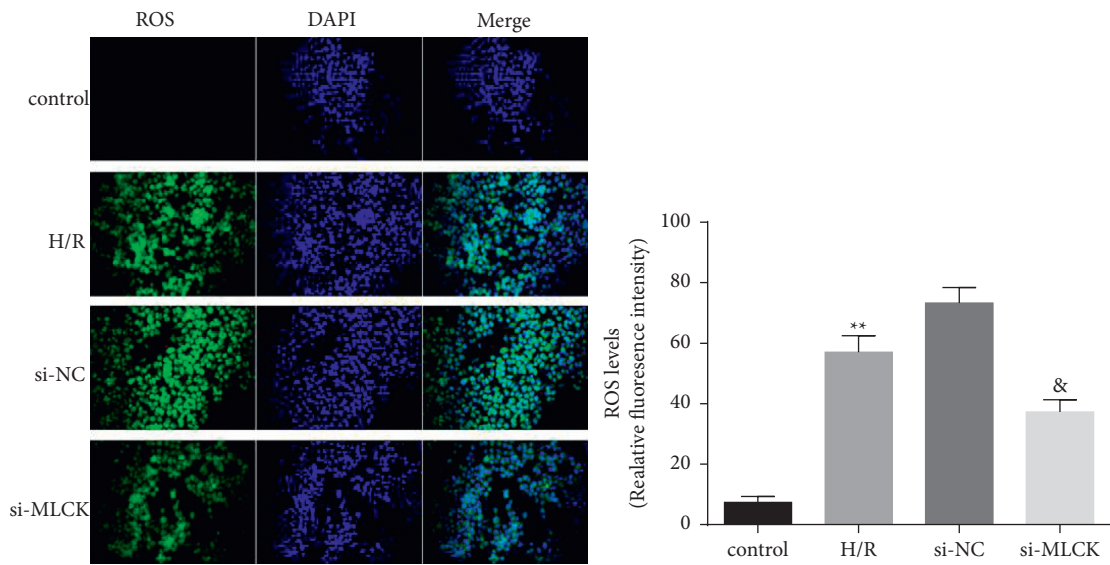 ROS DAPI Merge
control
H/R
si-NC
si-MLCK
ROS levels
(Realative fluoresence intensity)
100
80
60
40
20
0
**
&
control H/R si-NC si-MLCK